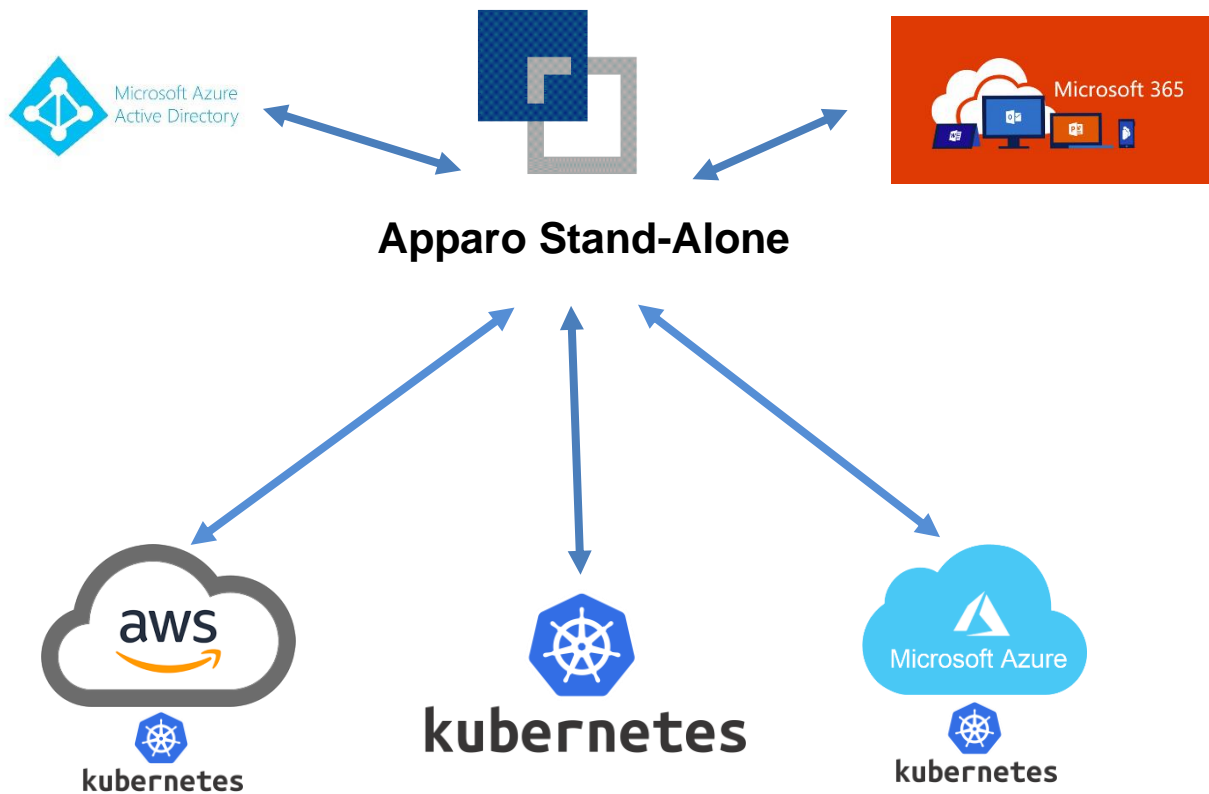 Microsoft Azure
Active Directory
Microsoft 365
Apparo Stand-Alone
aws
kubernetes
kubernetes
Microsoft Azure
kubernetes